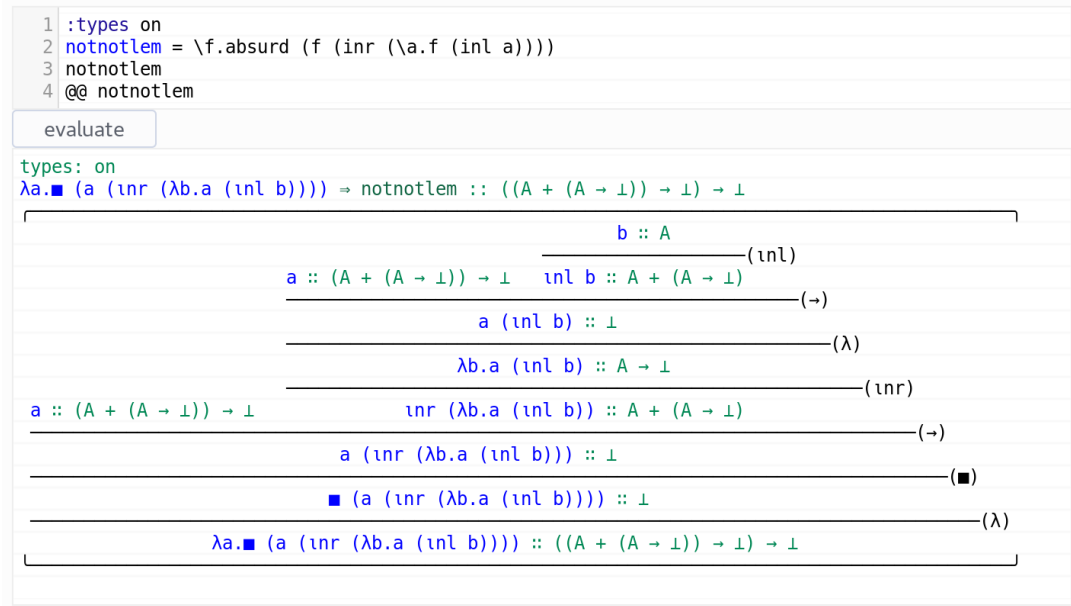 1 :types on
2 notnotlem = \f.absurd (f (inr (\a.f (inl a))))
3 notnotlem
4 @@ notnotlem
evaluate
types: on
λa.■ (a (ιnr (λb.a (ιnl b)))) ⇒ notnotlem :: ((A + (A → ⊥)) → ⊥) → ⊥
b ∷ A
(ιnl)
a ∷ (A + (A → ⊥)) → ⊥ ιnl b ∷ A + (A → ⊥)
(→)
a (ιnl b) ∷ ⊥
(λ)
λb.a (ιnl b) ∷ A → ⊥
(ιnr)
a ∷ (A + (A → ⊥)) → ⊥ ιnr (λb.a (ιnl b)) ∷ A + (A → ⊥)
(→)
a (ιnr (λb.a (ιnl b))) ∷ ⊥
(■)
■ (a (ιnr (λb.a (ιnl b)))) ∷ ⊥
(λ)
λa.■ (a (ιnr (λb.a (ιnl b)))) ∷ ((A + (A → ⊥)) → ⊥) → ⊥